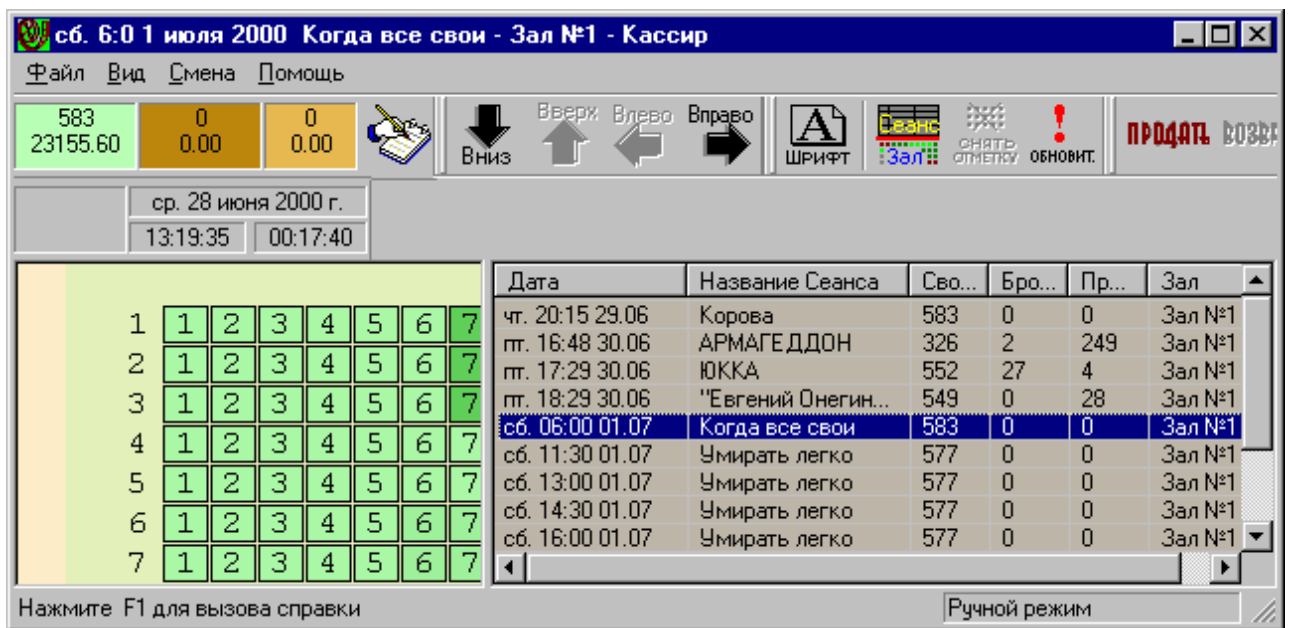 сб. 6:0 1 июля 2000 Когда все свои - Зал №1 - Кассир
Файл Вид Смена Помощь
583 0 0
23155.60 0.00 0.00
Вниз Вверх Влево Вправо
ШРИФТ Сеанс Зал СНЯТЬ ОТМЕТКУ ОБНОВИТ. ПРОДАТЬ ВОЗВР
ср. 28 июня 2000 г.
13:19:35 00:17:40
Дата Название Сеанса Сво... Бро... Пр... Зал
чт. 20:15 29.06 Корова 583 0 0 Зал №1
пт. 16:48 30.06 АРМАГЕДДОН 326 2 249 Зал №1
пт. 17:29 30.06 ЮККА 552 27 4 Зал №1
пт. 18:29 30.06 "Евгений Онегин... 549 0 28 Зал №1
сб. 06:00 01.07 Когда все свои 583 0 0 Зал №1
сб. 11:30 01.07 Умирать легко 577 0 0 Зал №1
сб. 13:00 01.07 Умирать легко 577 0 0 Зал №1
сб. 14:30 01.07 Умирать легко 577 0 0 Зал №1
сб. 16:00 01.07 Умирать легко 577 0 0 Зал №1
1 1 2 3 4 5 6 7
2 1 2 3 4 5 6 7
3 1 2 3 4 5 6 7
4 1 2 3 4 5 6 7
5 1 2 3 4 5 6 7
6 1 2 3 4 5 6 7
7 1 2 3 4 5 6 7
Нажмите F1 для вызова справки
Ручной режим